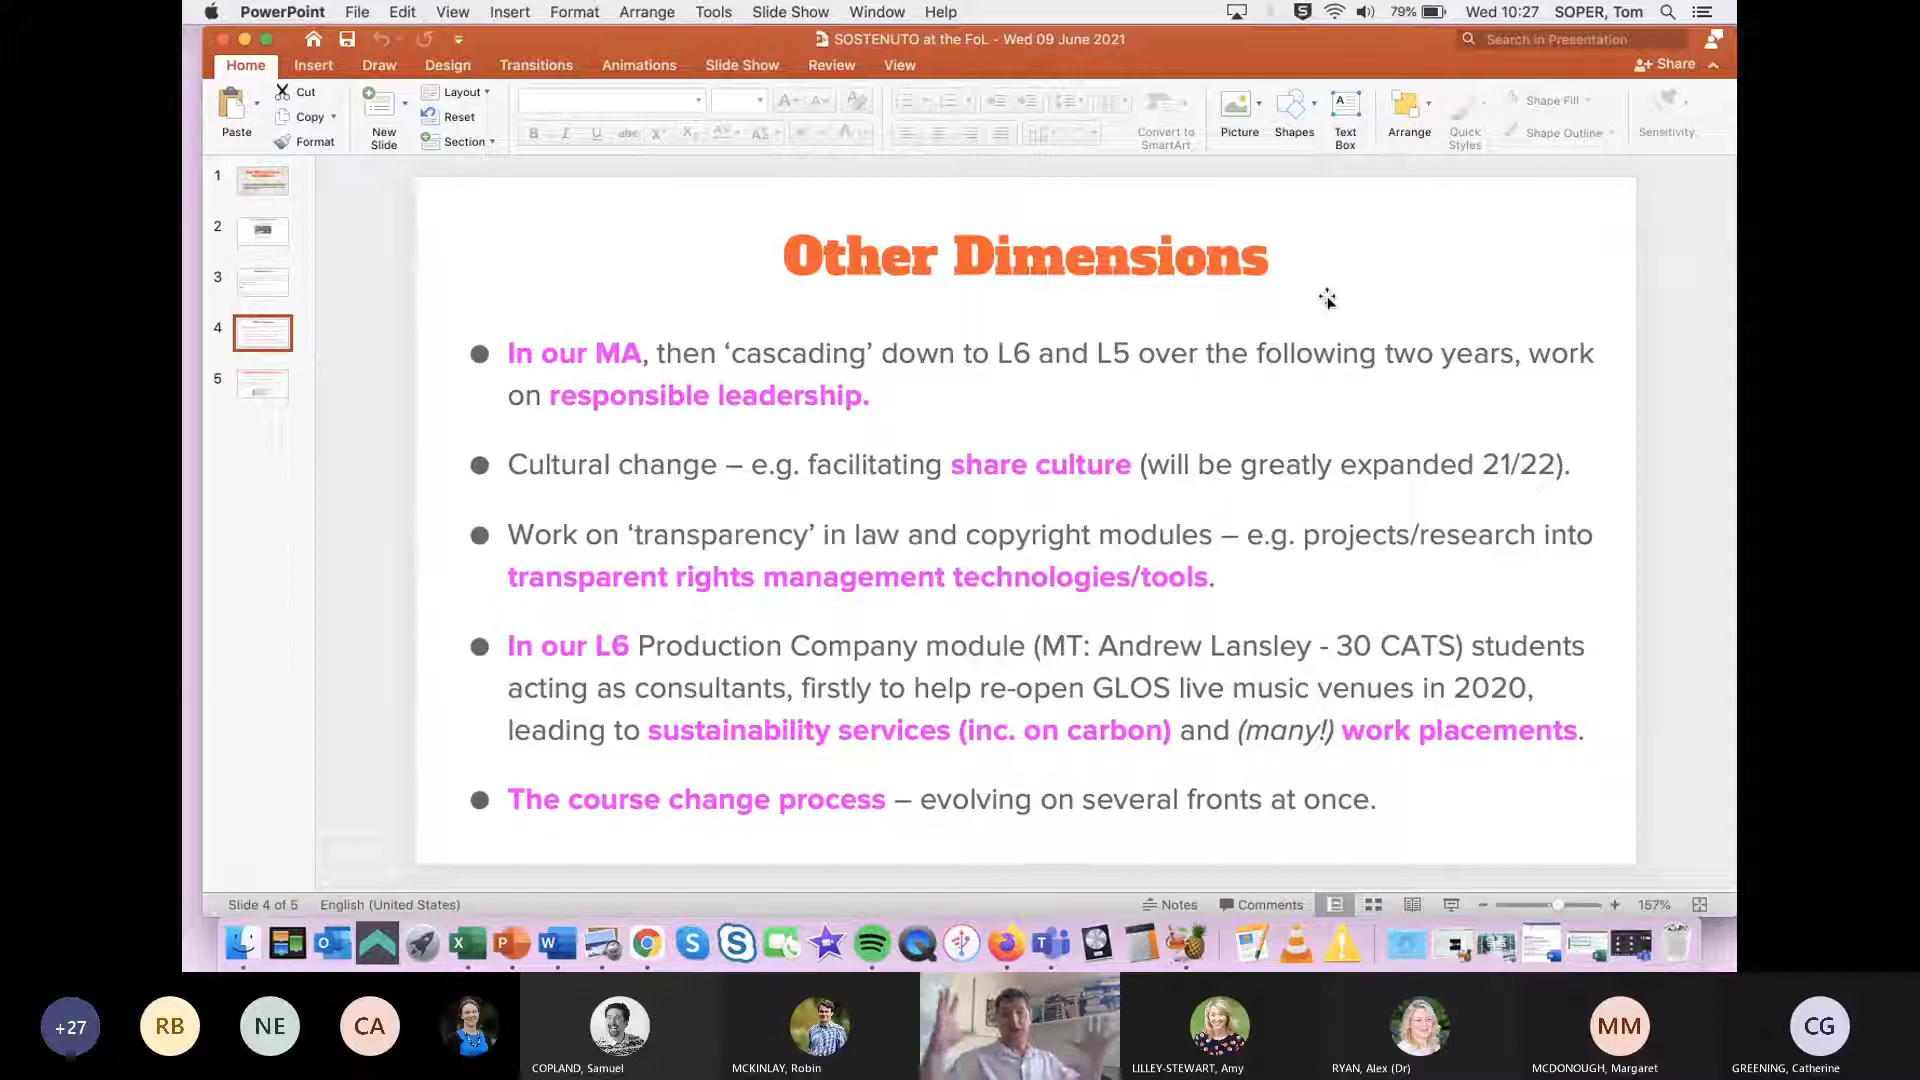 PowerPoint File Edit View Insert Format Arrange Tools Slide Show Window Help 79% Wed 10:27 SOPER, Tom
SOSTENUTO at the FoL - Wed 09 June 2021 Search in Presentation
Home Insert Draw Design Transitions Animations Slide Show Review View Share
Paste Cut Copy Format New Slide Layout Reset Section Convert to SmartArt Picture Shapes Text Box Arrange Quick Styles Shape Fill Shape Outline Sensitivity
1
2
3
4
5
Other Dimensions
In our MA, then ‘cascading’ down to L6 and L5 over the following two years, work
on responsible leadership.
Cultural change – e.g. facilitating share culture (will be greatly expanded 21/22).
Work on ‘transparency’ in law and copyright modules – e.g. projects/research into
transparent rights management technologies/tools.
In our L6 Production Company module (MT: Andrew Lansley - 30 CATS) students
acting as consultants, firstly to help re-open GLOS live music venues in 2020,
leading to sustainability services (inc. on carbon) and (many!) work placements.
The course change process – evolving on several fronts at once.
Slide 4 of 5 English (United States) Notes Comments 157%
+27 RB NE CA MM CG
COPLAND, Samuel MCKINLAY, Robin LILLEY-STEWART, Amy RYAN, Alex (Dr) MCDONOUGH, Margaret GREENING, Catherine